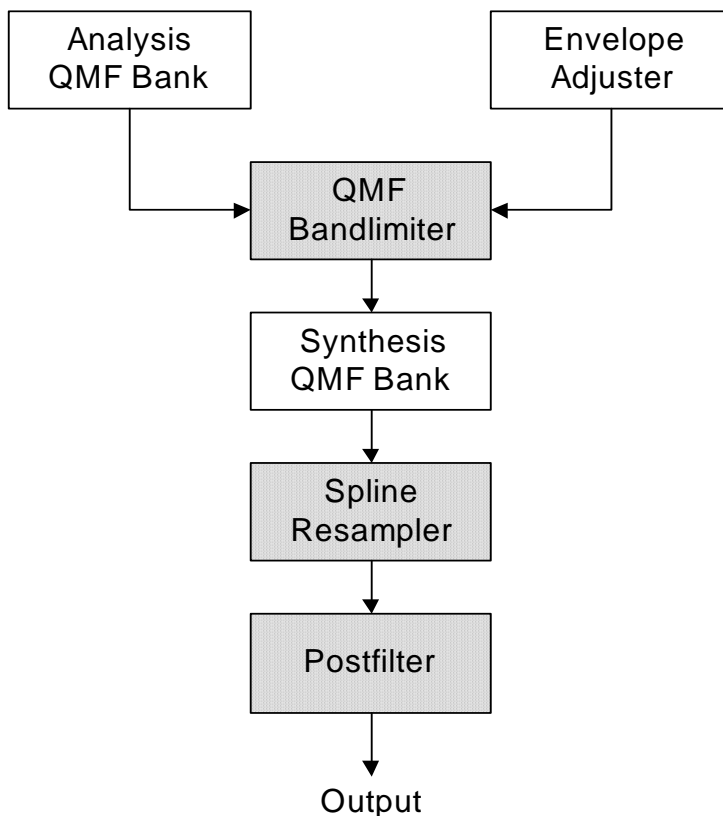 Analysis
QMF Bank
Envelope
Adjuster
QMF
Bandlimiter
Synthesis
QMF Bank
Spline
Resampler
Postfilter
Output